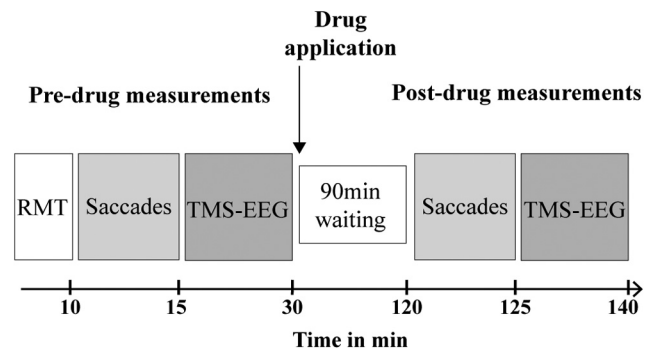 Drug
application
Pre-drug measurements
Post-drug measurements
RMT
Saccades
TMS-EEG
90min
waiting
Saccades
TMS-EEG
10
15
30
120
125
140
Time in min